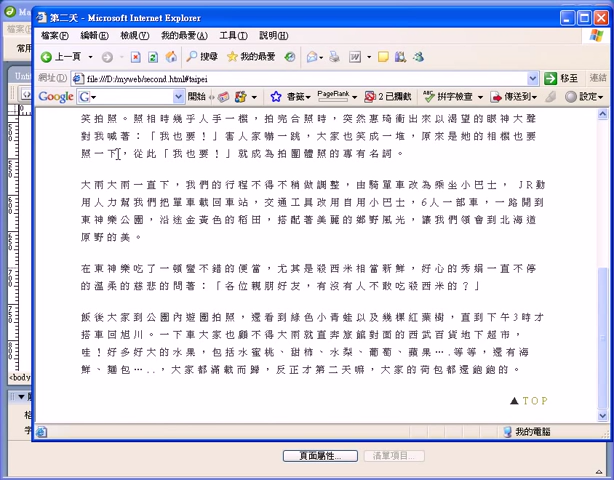 第二天 - Microsoft Internet Explorer
檔案(F) 編輯(E) 檢視(V) 我的最愛(A) 工具(T) 說明(H)
上一頁 搜尋 我的最愛
網址(D) file:///D:/myweb/second.html#taipei 移至 連結
Google G 開始 書籤 PageRank 2 已攔 拼字檢查 傳送到 設定
笑拍照。照相時幾乎人手一機，拍完合照時，突然惠琦衝出來以渴望的眼神大聲
對我喊著：「我也要！」害人家嚇一跳，大家也笑成一堆，原來是她的相機也要
照一下，從此「我也要！」就成為拍團體照的專有名詞。
大雨大雨一直下，我們的行程不得不稍做調整，由騎單車改為乘坐小巴士，JR動
用人力幫我們把單車載回車站，交通工具改用自用小巴士，6人一部車，一路開到
東神樂公園，沿途金黃色的稻田，搭配著美麗的鄉野風光，讓我們領會到北海道
原野的美。
在東神樂吃了一頓蠻不錯的便當，尤其是殺西米相當新鮮，好心的秀娟一直不停
的溫柔的慈悲的問著：「各位親朋好友，有沒有人不敢吃殺西米的？」
飯後大家到公園內遊園拍照，還看到綠色小青蛙以及幾棵紅葉樹，直到下午3時才
搭車回旭川。一下車大家也顧不得大雨就直奔旅館對面的西武百貨地下超市，
哇！好多好大的水果，包括水蜜桃、甜柿、水梨、葡萄、蘋果….等等，還有海
鮮、麵包…..，大家都滿載而歸，反正才第二天嘛，大家的荷包都還飽飽的。
▲TOP
我的電腦
<body
頁面屬性... 清單項目...